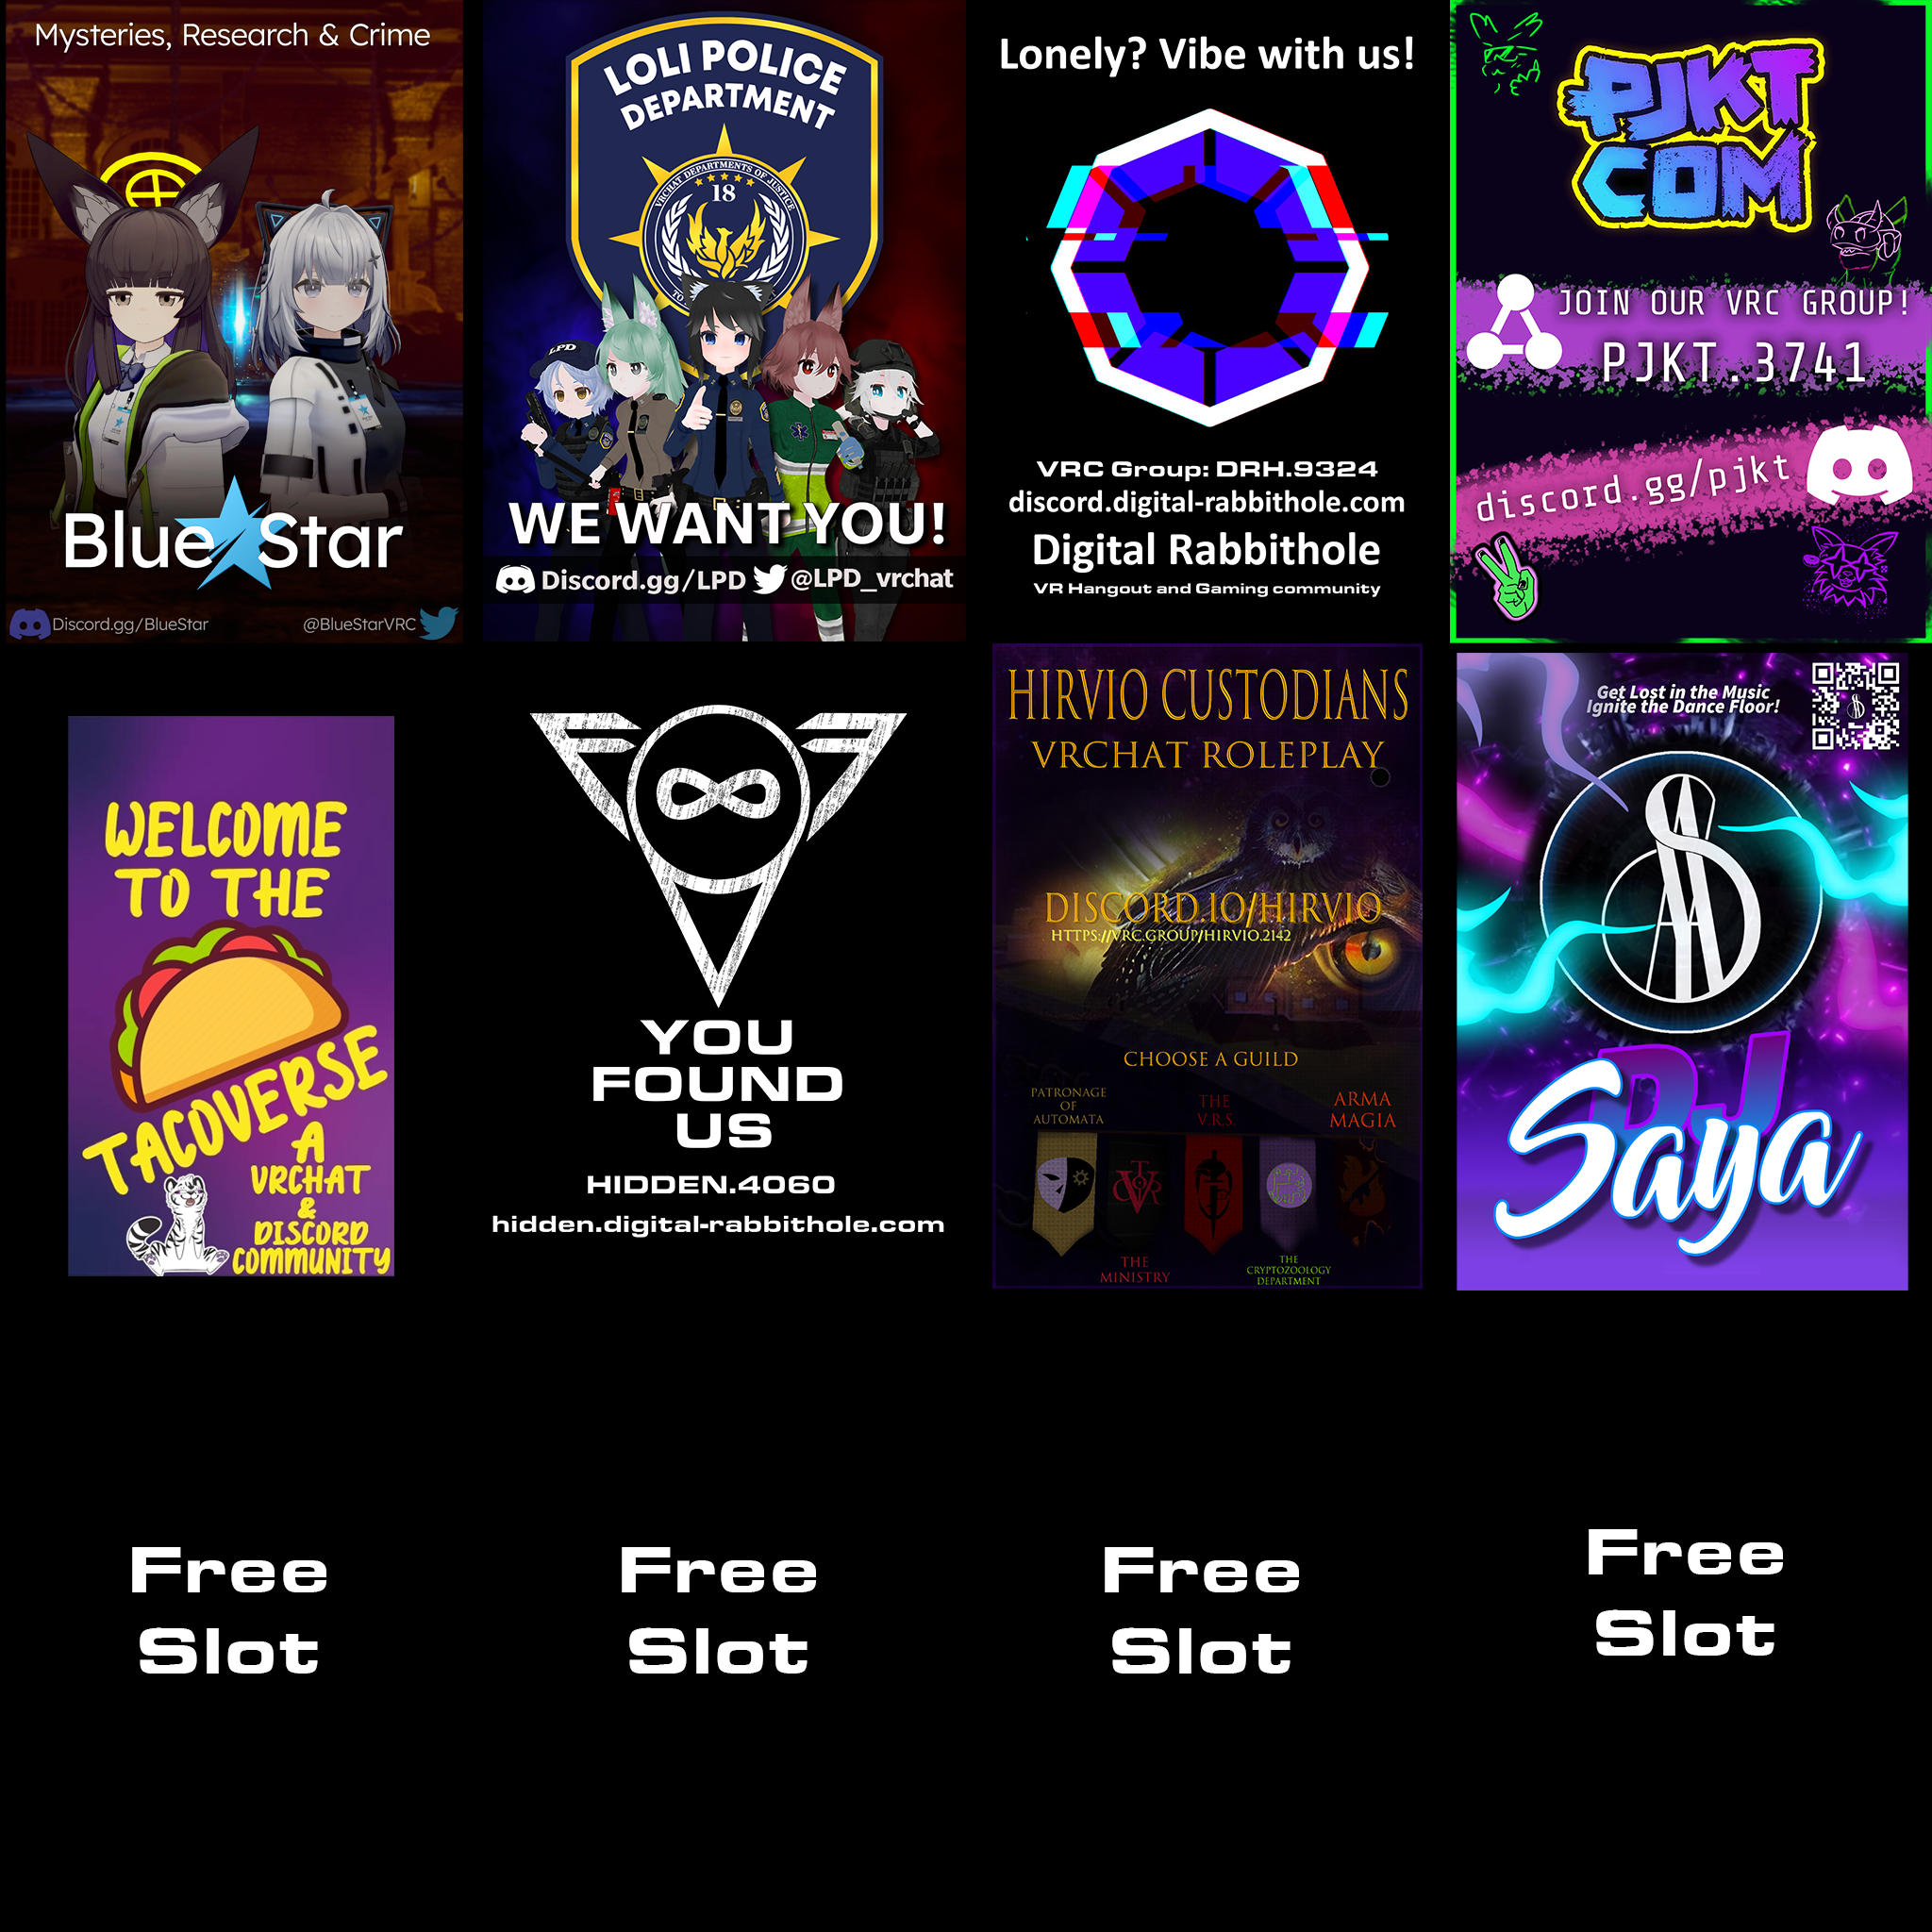 Mysteries, Research & Crime
Blue Star
Discord.gg/BlueStar
@BlueStarVRC
LOLI POLICE
DEPARTMENT
VRCHAT DEPARTMENTS OF JUSTICE
18
LPD
WE WANT YOU!
Discord.gg/LPD @LPD_vrchat
Lonely? Vibe with us!
VRC Group: DRH.9324
discord.digital-rabbithole.com
Digital Rabbithole
VR Hangout and Gaming community
PJKT
COM
JOIN OUR VRC GROUP!
PJKT.3741
discord.gg/pjkt
WELCOME
TO THE
TACOVERSE
A
VRCHAT
&
DISCORD
COMMUNITY
YOU
FOUND
US
HIDDEN.4060
hidden.digital-rabbithole.com
HIRVIO CUSTODIANS
VRCHAT ROLEPLAY
DISCORD.IO/HIRVIO
HTTPS://VRC.GROUP/HIRVIO.2142
CHOOSE A GUILD
PATRONAGE
OF
AUTOMATA
THE
V.R.S.
ARMA
MAGIA
THE
MINISTRY
THE
CRYPTOZOOLOGY
DEPARTMENT
Get Lost in the Music
Ignite the Dance Floor!
DJ
Saya
Free
Slot
Free
Slot
Free
Slot
Free
Slot